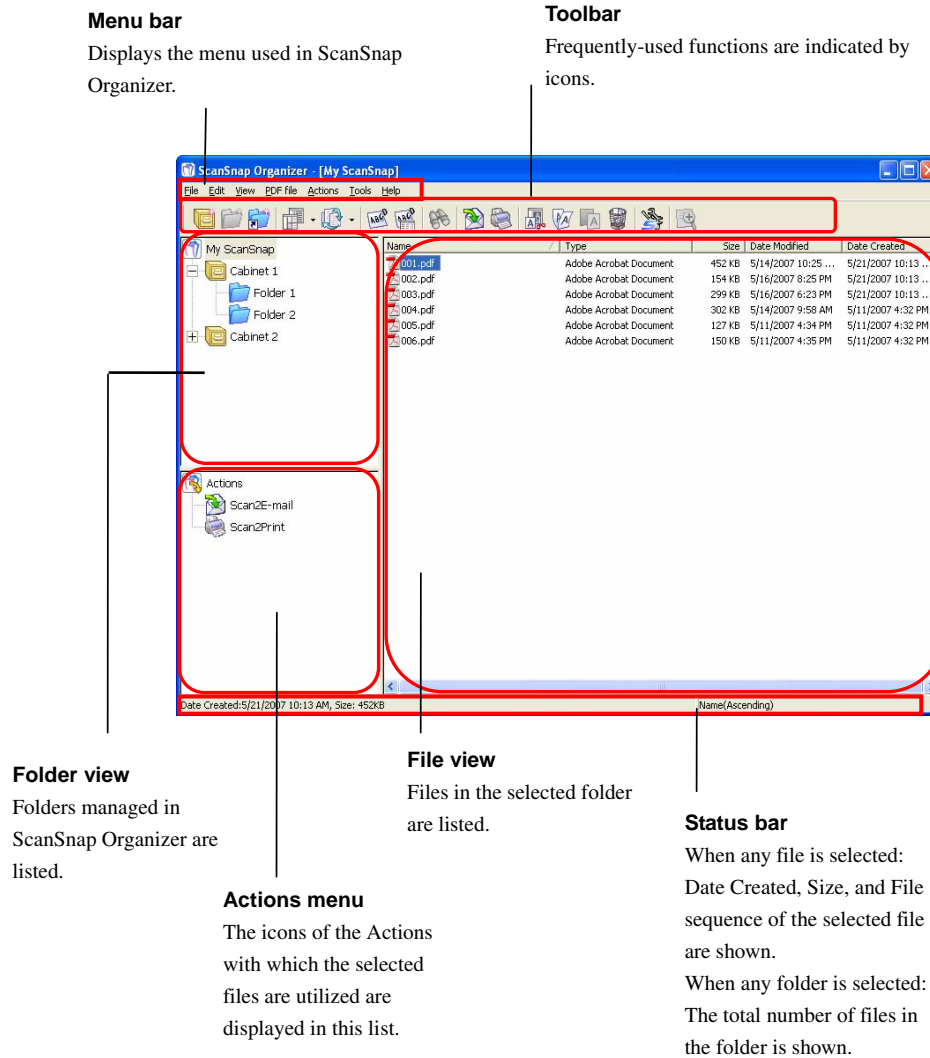 Menu bar
Displays the menu used in ScanSnap
Organizer.
Toolbar
Frequently-used functions are indicated by
icons.
ScanSnap Organizer - [My ScanSnap]
File Edit View PDF file Actions Tools Help
My ScanSnap
Cabinet 1
Folder 1
Folder 2
Cabinet 2
Name Type Size Date Modified Date Created
001.pdf Adobe Acrobat Document 452 KB 5/14/2007 10:25 ... 5/21/2007 10:13 ...
002.pdf Adobe Acrobat Document 154 KB 5/16/2007 8:25 PM 5/21/2007 10:13 ...
003.pdf Adobe Acrobat Document 299 KB 5/16/2007 6:23 PM 5/21/2007 10:13 ...
004.pdf Adobe Acrobat Document 302 KB 5/14/2007 9:58 AM 5/11/2007 4:32 PM
005.pdf Adobe Acrobat Document 127 KB 5/11/2007 4:34 PM 5/11/2007 4:32 PM
006.pdf Adobe Acrobat Document 150 KB 5/11/2007 4:35 PM 5/11/2007 4:32 PM
Actions
Scan2E-mail
Scan2Print
Date Created:5/21/2007 10:13 AM, Size: 452KB Name(Ascending)
Folder view
Folders managed in
ScanSnap Organizer are
listed.
File view
Files in the selected folder
are listed.
Actions menu
The icons of the Actions
with which the selected
files are utilized are
displayed in this list.
Status bar
When any file is selected:
Date Created, Size, and File
sequence of the selected file
are shown.
When any folder is selected:
The total number of files in
the folder is shown.